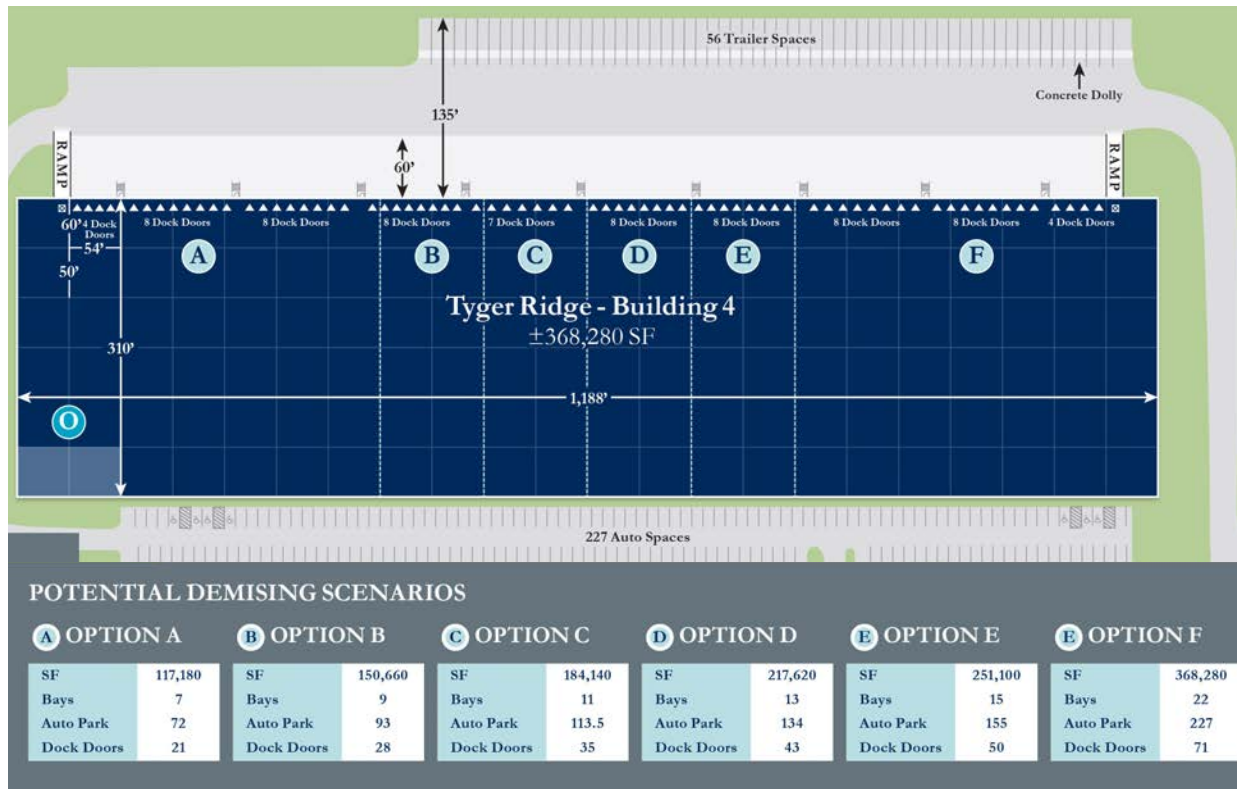 56 Trailer Spaces
Concrete Dolly
135’
60’
RAMP
RAMP
60’
4 Dock
Doors
8 Dock Doors
8 Dock Doors
8 Dock Doors
7 Dock Doors
8 Dock Doors
8 Dock Doors
8 Dock Doors
8 Dock Doors
4 Dock Doors
54’
50’
A
B
C
D
E
F
Tyger Ridge - Building 4
±368,280 SF
310’
1,188’
O
227 Auto Spaces
POTENTIAL DEMISING SCENARIOS
A OPTION A
SF 117,180
Bays 7
Auto Park 72
Dock Doors 21
B OPTION B
SF 150,660
Bays 9
Auto Park 93
Dock Doors 28
C OPTION C
SF 184,140
Bays 11
Auto Park 113.5
Dock Doors 35
D OPTION D
SF 217,620
Bays 13
Auto Park 134
Dock Doors 43
E OPTION E
SF 251,100
Bays 15
Auto Park 155
Dock Doors 50
E OPTION F
SF 368,280
Bays 22
Auto Park 227
Dock Doors 71